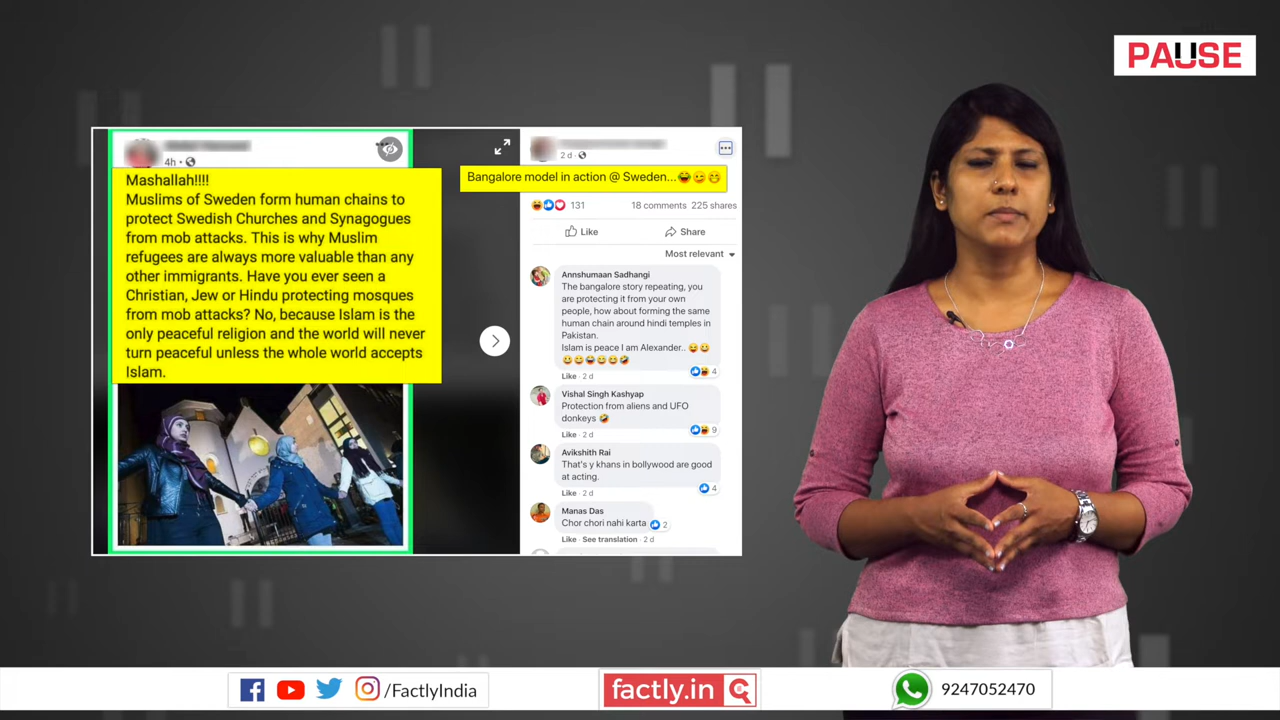 PAUSE
4h
Mashallah!!!!
Muslims of Sweden form human chains to
protect Swedish Churches and Synagogues
from mob attacks. This is why Muslim
refugees are always more valuable than any
other immigrants. Have you ever seen a
Christian, Jew or Hindu protecting mosques
from mob attacks? No, because Islam is the
only peaceful religion and the world will never
turn peaceful unless the whole world accepts
Islam.
2 d
Bangalore model in action @ Sweden...😂😉🤭
131 18 comments 225 shares
Like Share
Most relevant
Annshumaan Sadhangi
The bangalore story repeating, you
are protecting it from your own
people, how about forming the same
human chain around hindi temples in
Pakistan.
Islam is peace I am Alexander..
4
Like · 2 d
Vishal Singh Kashyap
Protection from aliens and UFO
donkeys 🤣
9
Like · 2 d
Avikshith Rai
That's y khans in bollywood are good
at acting.
4
Like · 2 d
Manas Das
Chor chori nahi karta
2
Like · See translation · 2 d
/FactlyIndia
factly.in
9247052470